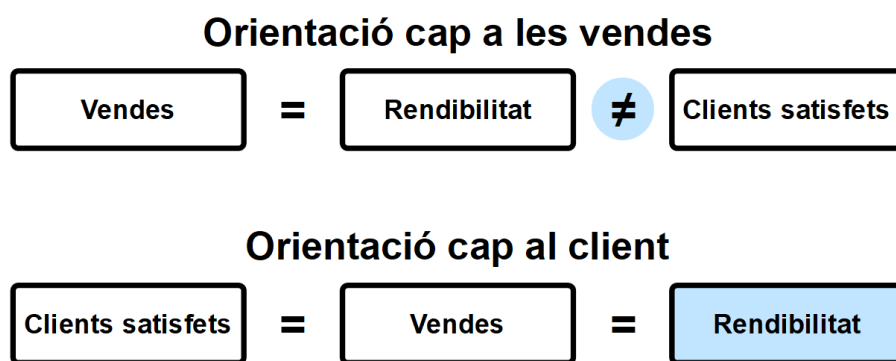 Orientació cap a les vendes
Vendes = Rendibilitat ≠ Clients satisfets
Orientació cap al client
Clients satisfets = Vendes = Rendibilitat